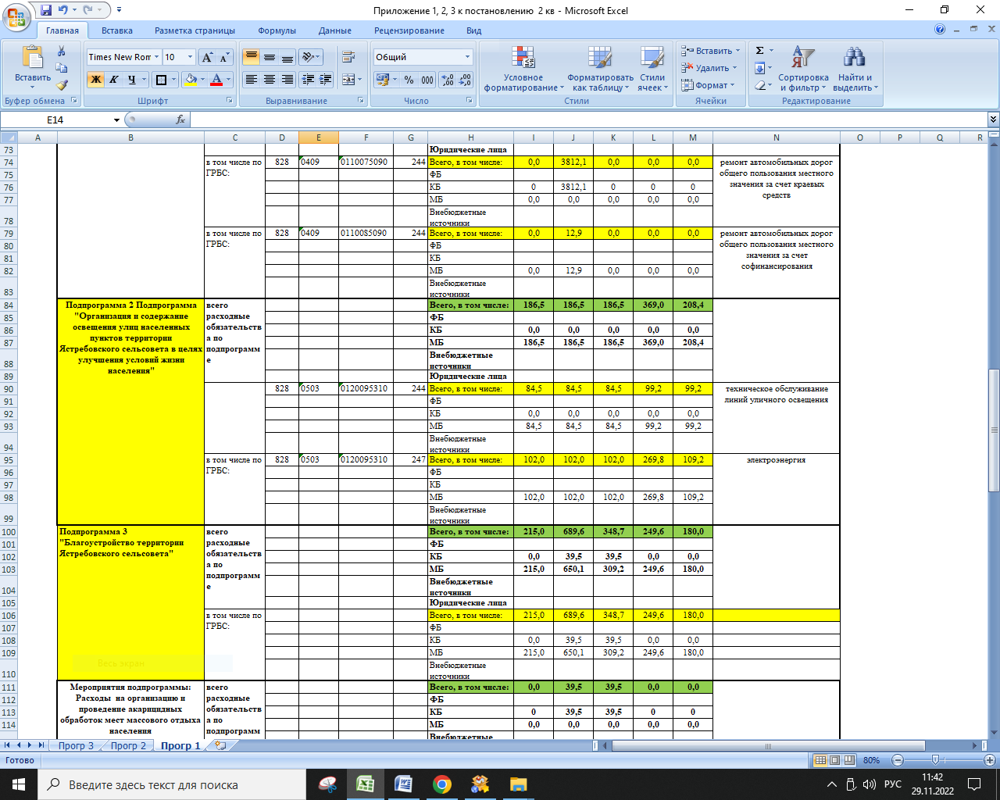 Приложение 1, 2, 3 к постановлению 2 кв - Microsoft Excel
Главная Вставка Разметка страницы Формулы Данные Рецензирование Вид
Times New Ror 10 Общий
Вставить Ж К Ч % 000 Условное форматирование Форматировать как таблицу Стили ячеек Вставить Удалить Формат Сортировка и фильтр Найти и выделить
Буфер обмена Шрифт Выравнивание Число Стили Ячейки Редактирование
E14 fx
A B C D E F G H I J K L M N O P Q R
73 Юридические лица
74 в том числе по ГРБС: 828 0409 0110075090 244 Всего, в том числе: 0,0 3812,1 0,0 0,0 0,0 ремонт автомобильных дорог общего пользования местного значения за счет краевых средств
75 ФБ
76 КБ 0 3812,1 0 0 0
77 МБ 0,0 0,0 0,0 0,0 0,0
78 Внебюджетные источники
79 в том числе по ГРБС: 828 0409 0110085090 244 Всего, в том числе: 0,0 12,9 0,0 0,0 0,0 ремонт автомобильных дорог общего пользования местного значения за счет софинансирования
80 ФБ
81 КБ
82 МБ 0,0 12,9 0,0 0,0 0,0
83 Внебюджетные источники
84 Подпрограмма 2 Подпрограмма "Организация и содержание освещения улиц населенных пунктов территории Ястребовского сельсовета в целях улучшения условий жизни населения" всего расходные обязательства по подпрограмме Всего, в том числе: 186,5 186,5 186,5 369,0 208,4
85 ФБ
86 КБ 0,0 0,0 0,0 0,0 0,0
87 МБ 186,5 186,5 186,5 369,0 208,4
88 Внебюджетные источники
89 Юридические лица
90 828 0503 0120095310 244 Всего, в том числе: 84,5 84,5 84,5 99,2 99,2 техническое обслуживание линий уличного освещения
91 ФБ
92 КБ 0,0 0,0 0,0 0,0 0,0
93 МБ 84,5 84,5 84,5 99,2 99,2
94 Внебюджетные источники
95 в том числе по ГРБС: 828 0503 0120095310 247 Всего, в том числе: 102,0 102,0 102,0 269,8 109,2 электроэнергия
96 ФБ
97 КБ
98 МБ 102,0 102,0 102,0 269,8 109,2
99 Внебюджетные источники
100 Подпрограмма 3 "Благоустройство территории Ястребовского сельсовета" всего расходные обязательства по подпрограмме Всего, в том числе: 215,0 689,6 348,7 249,6 180,0
101 ФБ
102 КБ 0,0 39,5 39,5 0,0 0,0
103 МБ 215,0 650,1 309,2 249,6 180,0
104 Внебюджетные источники
105 Юридические лица
106 в том числе по ГРБС: Всего, в том числе: 215,0 689,6 348,7 249,6 180,0
107 ФБ
108 КБ 0,0 39,5 39,5 0,0 0,0
109 МБ 215,0 650,1 309,2 249,6 180,0
Весь экран
110 Внебюджетные источники
111 Мероприятия подпрограммы: Расходы на организацию и проведение акарицидных обработок мест массового отдыха населения всего расходные обязательства по подпрограмм Всего, в том числе: 0,0 39,5 39,5 0,0 0,0
112 ФБ
113 КБ 0 39,5 39,5 0 0
114 МБ 0,0 0,0 0,0 0,0 0,0
Внебюджетные
Прогр 3 Прогр 2 Прогр 1
Готово 80%
Введите здесь текст для поиска РУС 11:42
29.11.2022